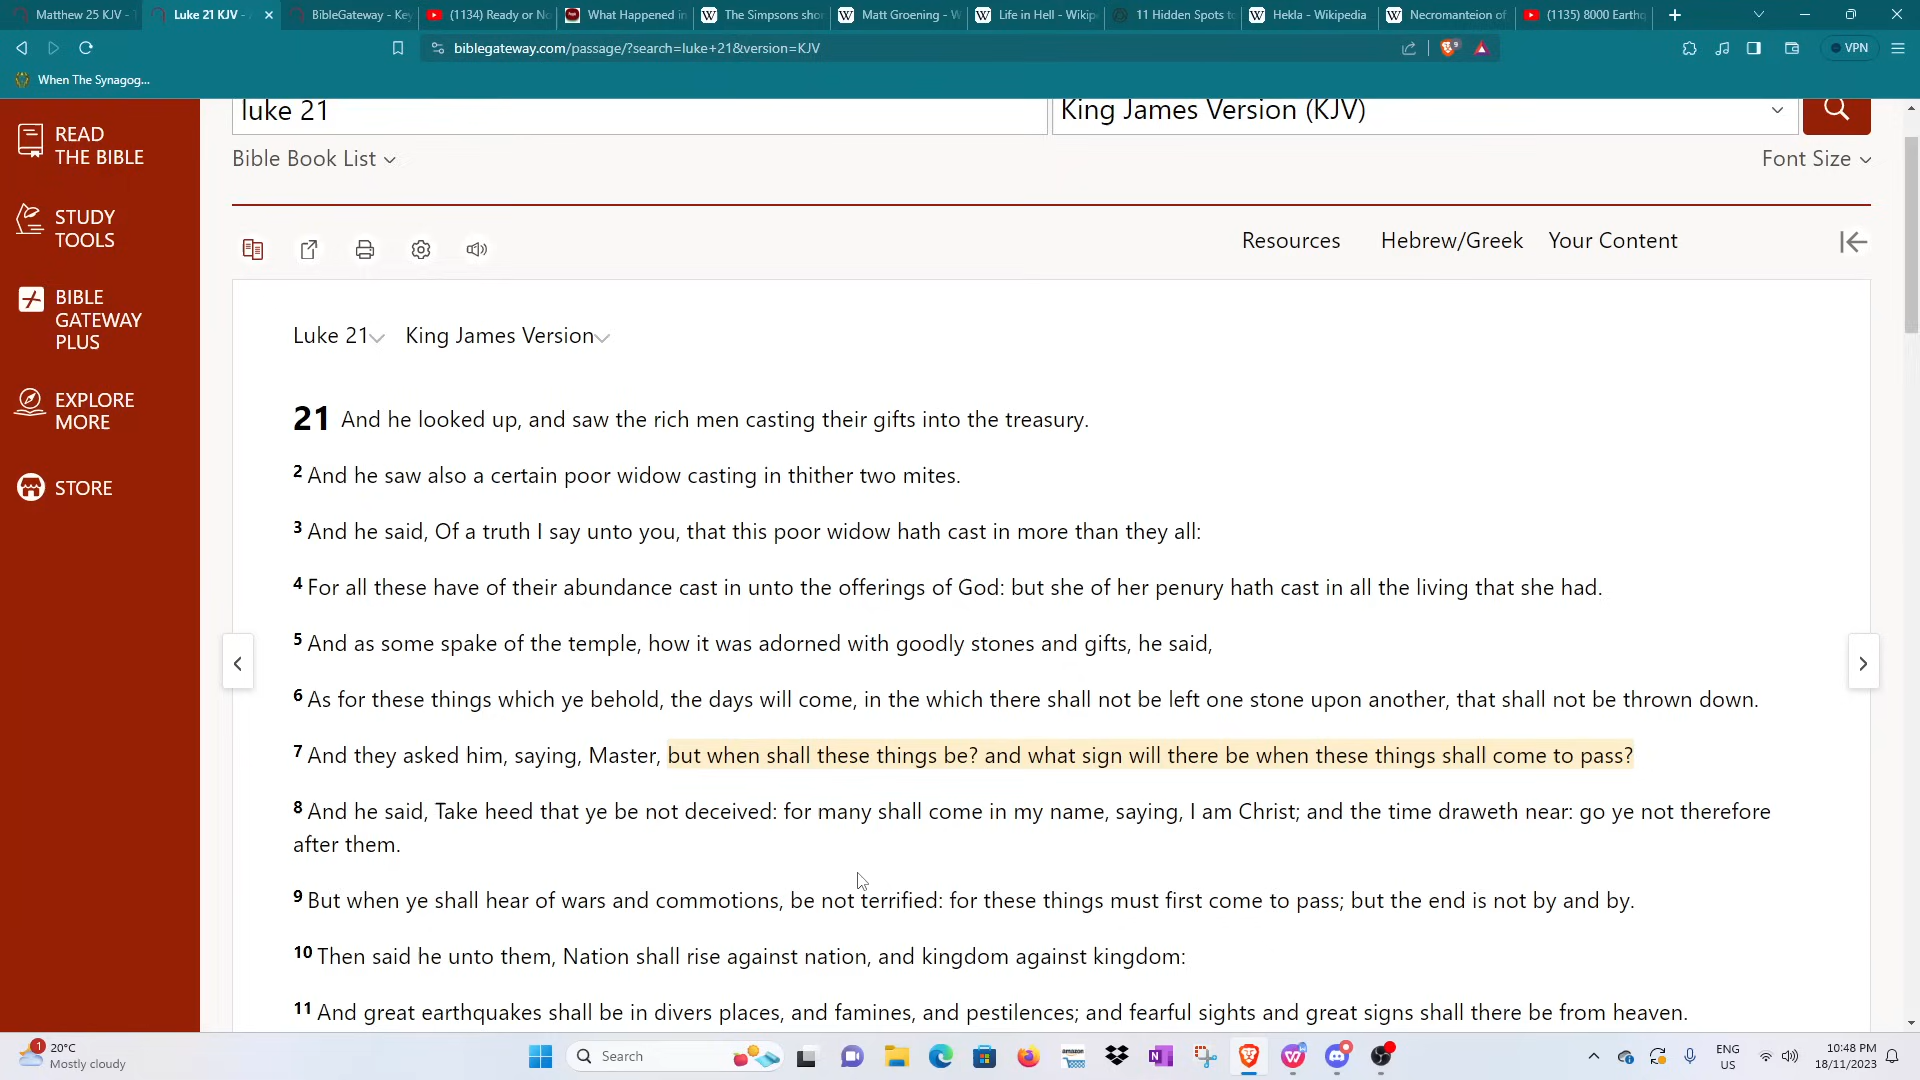 Matthew 25 KJV -
Luke 21 KJV -
BibleGateway - Key
(1134) Ready or No
What Happened in
The Simpsons sho
Matt Groening - W
Life in Hell - Wikip
11 Hidden Spots to
Hekla - Wikipedia
Necromanteion of
(1135) 8000 Earthq
biblegateway.com/passage/?search=luke+21&version=KJV
VPN
When The Synagog...
READ
THE BIBLE
STUDY
TOOLS
BIBLE
GATEWAY
PLUS
EXPLORE
MORE
STORE
luke 21
King James Version (KJV)
Bible Book List
Font Size
Resources
Hebrew/Greek
Your Content
Luke 21 King James Version
21 And he looked up, and saw the rich men casting their gifts into the treasury.
2 And he saw also a certain poor widow casting in thither two mites.
3 And he said, Of a truth I say unto you, that this poor widow hath cast in more than they all:
4 For all these have of their abundance cast in unto the offerings of God: but she of her penury hath cast in all the living that she had.
5 And as some spake of the temple, how it was adorned with goodly stones and gifts, he said,
6 As for these things which ye behold, the days will come, in the which there shall not be left one stone upon another, that shall not be thrown down.
7 And they asked him, saying, Master, but when shall these things be? and what sign will there be when these things shall come to pass?
8 And he said, Take heed that ye be not deceived: for many shall come in my name, saying, I am Christ; and the time draweth near: go ye not therefore
after them.
9 But when ye shall hear of wars and commotions, be not terrified: for these things must first come to pass; but the end is not by and by.
10 Then said he unto them, Nation shall rise against nation, and kingdom against kingdom:
11 And great earthquakes shall be in divers places, and famines, and pestilences; and fearful sights and great signs shall there be from heaven.
1
20°C
Mostly cloudy
Search
amazon
ENG
US
10:48 PM
18/11/2023